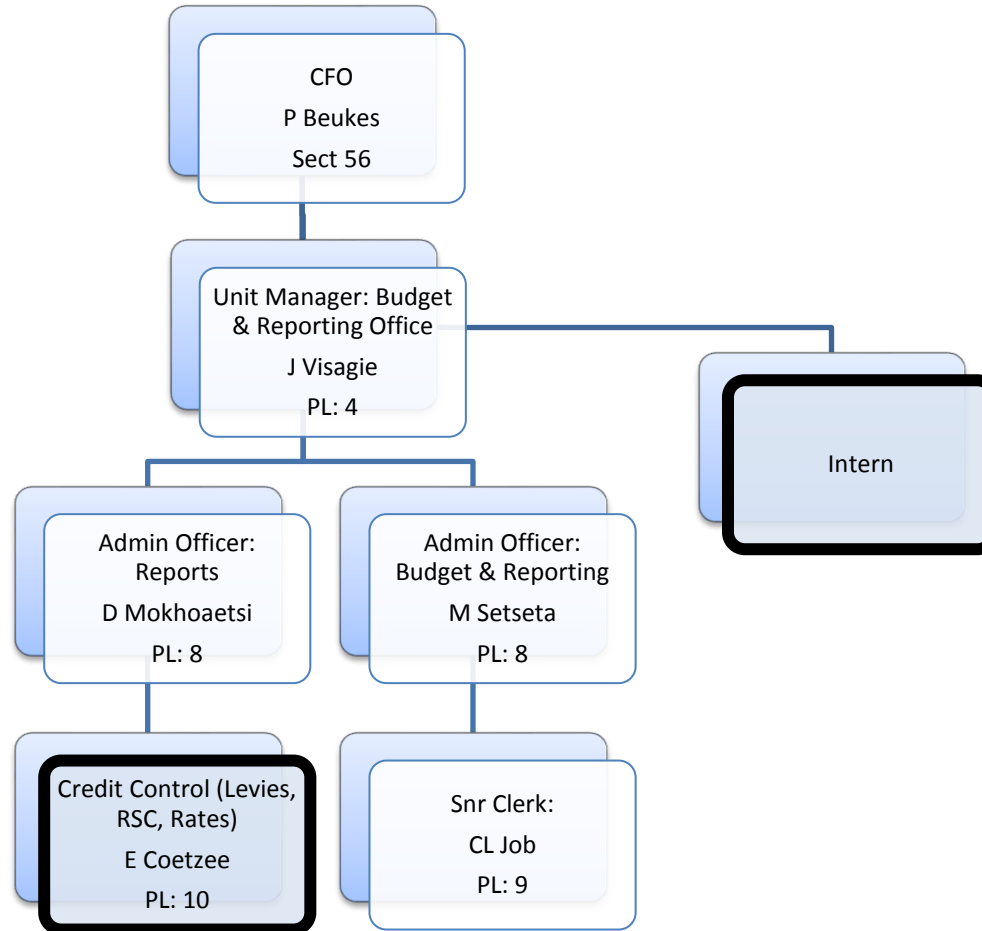 CFO
P Beukes
Sect 56
Unit Manager: Budget
& Reporting Office
J Visagie
PL: 4
Intern
Admin Officer:
Reports
D Mokhoaetsi
PL: 8
Admin Officer:
Budget & Reporting
M Setseta
PL: 8
Credit Control (Levies,
RSC, Rates)
E Coetzee
PL: 10
Snr Clerk:
CL Job
PL: 9